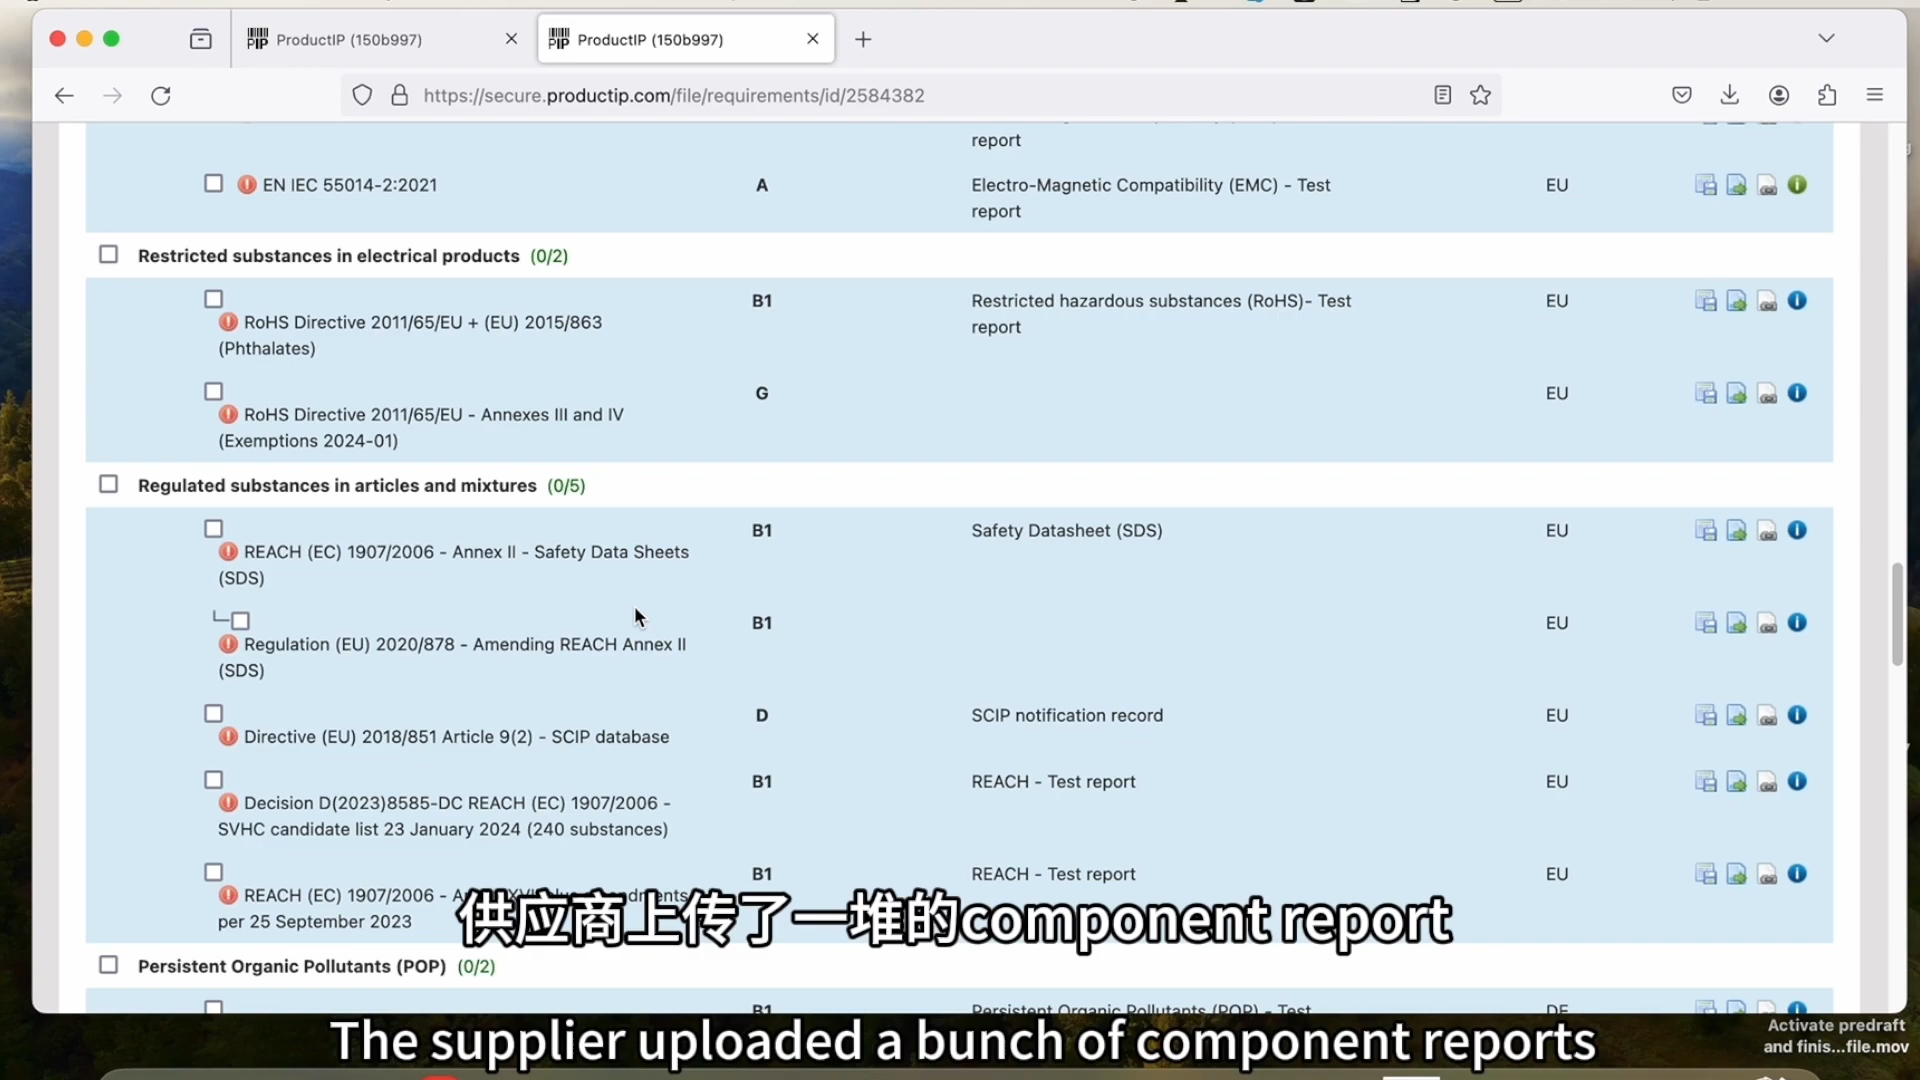 ProductIP (150b997)
ProductIP (150b997)
https://secure.productip.com/file/requirements/id/2584382
report
EN IEC 55014-2:2021 A Electro-Magnetic Compatibility (EMC) - Test EU
report
Restricted substances in electrical products (0/2)
B1 Restricted hazardous substances (RoHS)- Test EU
RoHS Directive 2011/65/EU + (EU) 2015/863 report
(Phthalates)
G EU
RoHS Directive 2011/65/EU - Annexes III and IV
(Exemptions 2024-01)
Regulated substances in articles and mixtures (0/5)
B1 Safety Datasheet (SDS) EU
REACH (EC) 1907/2006 - Annex II - Safety Data Sheets
(SDS)
B1 EU
Regulation (EU) 2020/878 - Amending REACH Annex II
(SDS)
D SCIP notification record EU
Directive (EU) 2018/851 Article 9(2) - SCIP database
B1 REACH - Test report EU
Decision D(2023)8585-DC REACH (EC) 1907/2006 -
SVHC candidate list 23 January 2024 (240 substances)
B1 REACH - Test report EU
REACH (EC) 1907/2006 -
per 25 September 2023
供应商上传了一堆的component report
Persistent Organic Pollutants (POP) (0/2)
B1 Persistent Organic Pollutants (POP) - Test DE
The supplier uploaded a bunch of component reports
Activate predraft
and finis...file.mov